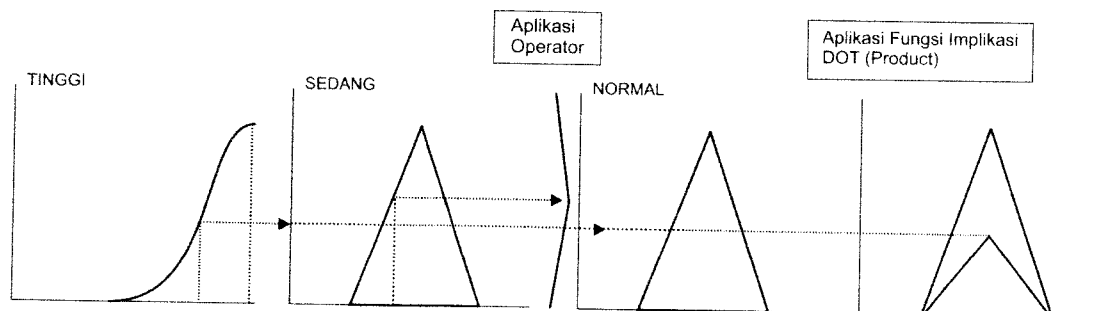 Aplikasi
Operator
Aplikasi Fungsi Implikasi
DOT (Product)
TINGGI
SEDANG
NORMAL